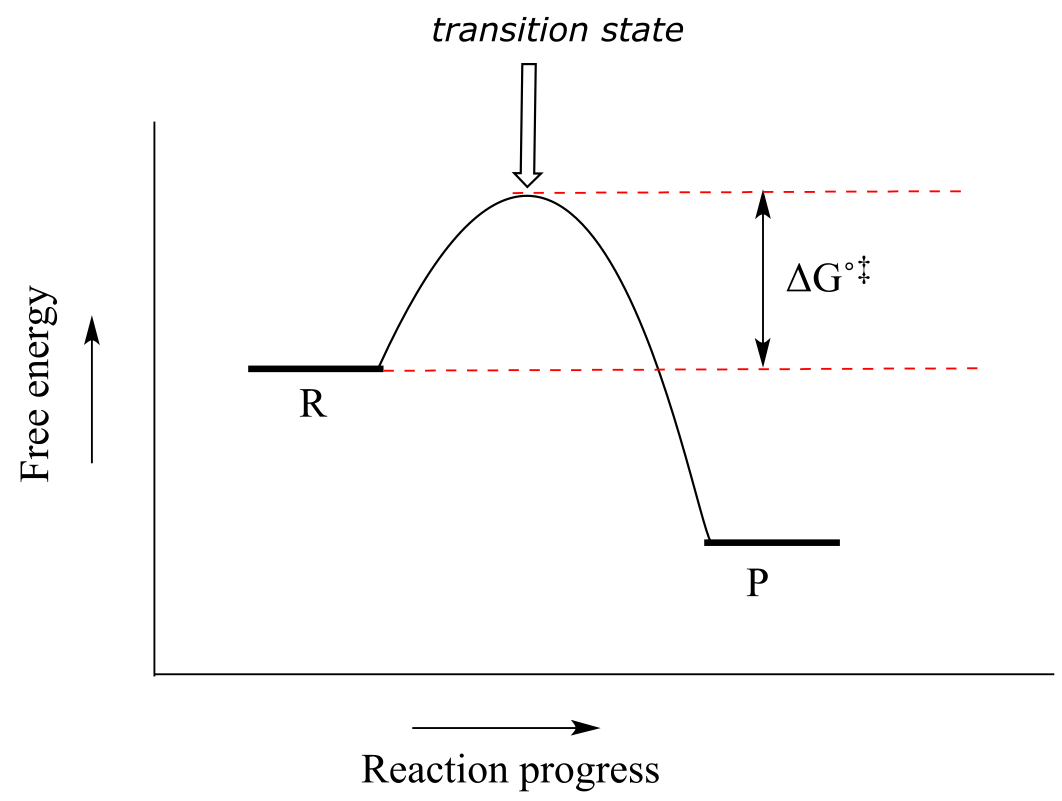 transition state
ΔG°‡
R
P
Free energy
Reaction progress